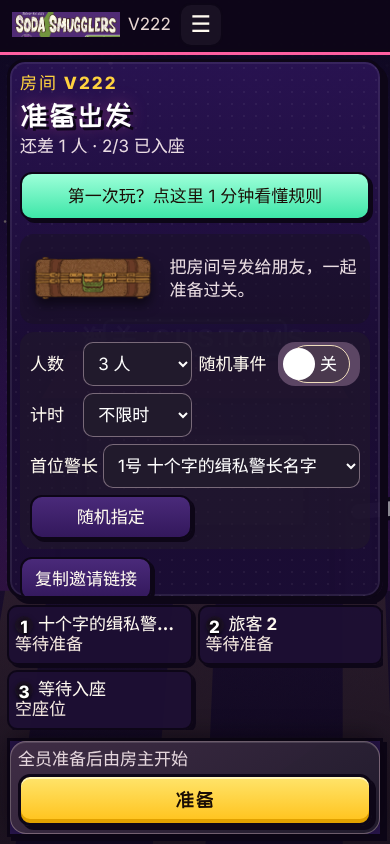 SODA SMUGGLERS V222 ☰
房间 V222
准备出发
还差 1 人 · 2/3 已入座
第一次玩？点这里 1 分钟看懂规则
把房间号发给朋友，一起
准备过关。
人数 3 人 随机事件 关
计时 不限时
首位警长 1号 十个字的缉私警长名字
随机指定
复制邀请链接
1 十个字的缉私警…
等待准备
2 旅客 2
等待准备
3 等待入座
空座位
全员准备后由房主开始
准备